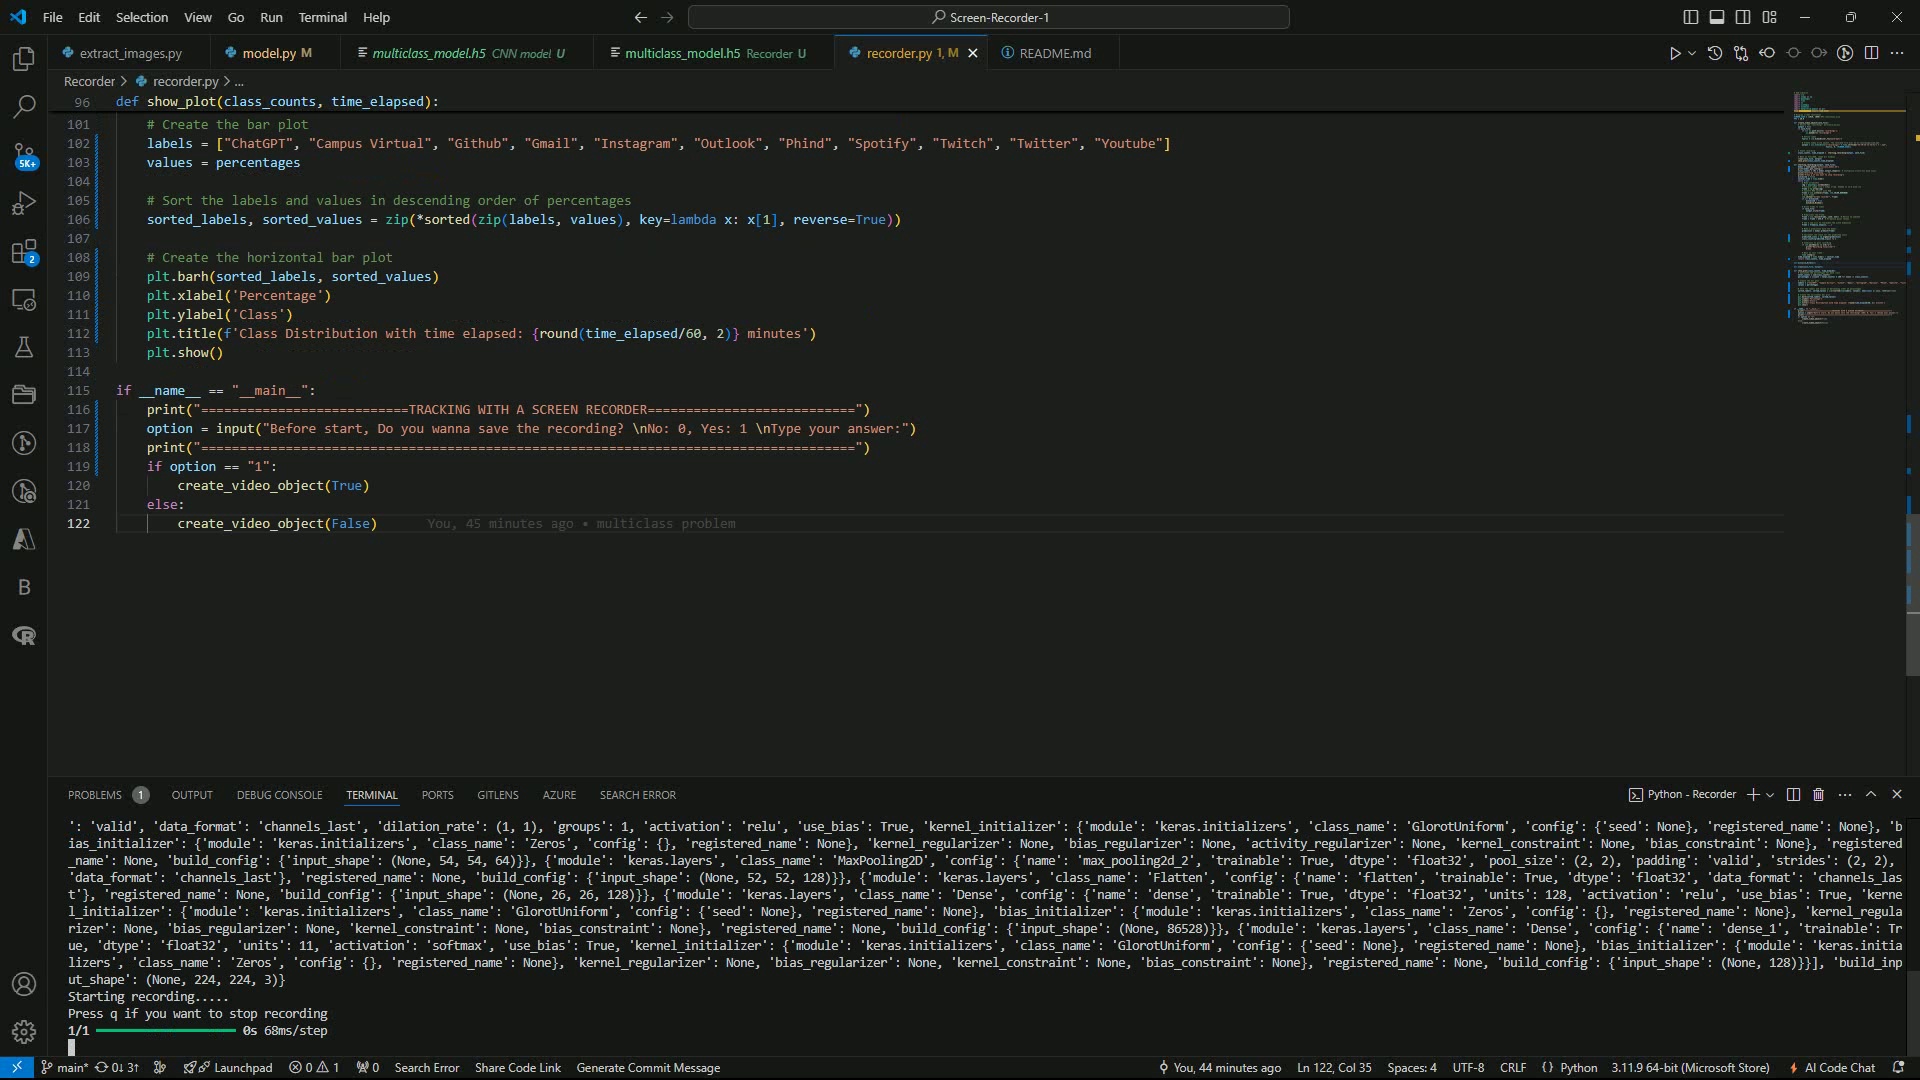 File Edit Selection View Go Run Terminal Help
Screen-Recorder-1
extract_images.py model.py M multiclass_model.h5 CNN model U multiclass_model.h5 Recorder U recorder.py 1, M README.md
Recorder > recorder.py > ...
96 def show_plot(class_counts, time_elapsed):
101 # Create the bar plot
102 labels = ["ChatGPT", "Campus Virtual", "Github", "Gmail", "Instagram", "Outlook", "Phind", "Spotify", "Twitch", "Twitter", "Youtube"]
103 values = percentages
104
105 # Sort the labels and values in descending order of percentages
106 sorted_labels, sorted_values = zip(*sorted(zip(labels, values), key=lambda x: x[1], reverse=True))
107
108 # Create the horizontal bar plot
109 plt.barh(sorted_labels, sorted_values)
110 plt.xlabel('Percentage')
111 plt.ylabel('Class')
112 plt.title(f'Class Distribution with time elapsed: {round(time_elapsed/60, 2)} minutes')
113 plt.show()
114
115 if __name__ == "__main__":
116 print("===========================TRACKING WITH A SCREEN RECORDER===========================")
117 option = input("Before start, Do you wanna save the recording? \nNo: 0, Yes: 1 \nType your answer:")
118 print("=====================================================================================")
119 if option == "1":
120 create_video_object(True)
121 else:
122 create_video_object(False) You, 45 minutes ago • multiclass problem
5K+
2
B
R
PROBLEMS 1 OUTPUT DEBUG CONSOLE TERMINAL PORTS GITLENS AZURE SEARCH ERROR Python - Recorder
': 'valid', 'data_format': 'channels_last', 'dilation_rate': (1, 1), 'groups': 1, 'activation': 'relu', 'use_bias': True, 'kernel_initializer': {'module': 'keras.initializers', 'class_name': 'GlorotUniform', 'config': {'seed': None}, 'registered_name': None}, 'b
ias_initializer': {'module': 'keras.initializers', 'class_name': 'Zeros', 'config': {}, 'registered_name': None}, 'kernel_regularizer': None, 'bias_regularizer': None, 'activity_regularizer': None, 'kernel_constraint': None, 'bias_constraint': None}, 'registered
_name': None, 'build_config': {'input_shape': (None, 54, 54, 64)}}, {'module': 'keras.layers', 'class_name': 'MaxPooling2D', 'config': {'name': 'max_pooling2d_2', 'trainable': True, 'dtype': 'float32', 'pool_size': (2, 2), 'padding': 'valid', 'strides': (2, 2),
'data_format': 'channels_last'}, 'registered_name': None, 'build_config': {'input_shape': (None, 52, 52, 128)}}, {'module': 'keras.layers', 'class_name': 'Flatten', 'config': {'name': 'flatten', 'trainable': True, 'dtype': 'float32', 'data_format': 'channels_las
t'}, 'registered_name': None, 'build_config': {'input_shape': (None, 26, 26, 128)}}, {'module': 'keras.layers', 'class_name': 'Dense', 'config': {'name': 'dense', 'trainable': True, 'dtype': 'float32', 'units': 128, 'activation': 'relu', 'use_bias': True, 'kerne
l_initializer': {'module': 'keras.initializers', 'class_name': 'GlorotUniform', 'config': {'seed': None}, 'registered_name': None}, 'bias_initializer': {'module': 'keras.initializers', 'class_name': 'Zeros', 'config': {}, 'registered_name': None}, 'kernel_regula
rizer': None, 'bias_regularizer': None, 'kernel_constraint': None, 'bias_constraint': None}, 'registered_name': None, 'build_config': {'input_shape': (None, 86528)}}, {'module': 'keras.layers', 'class_name': 'Dense', 'config': {'name': 'dense_1', 'trainable': Tr
ue, 'dtype': 'float32', 'units': 11, 'activation': 'softmax', 'use_bias': True, 'kernel_initializer': {'module': 'keras.initializers', 'class_name': 'GlorotUniform', 'config': {'seed': None}, 'registered_name': None}, 'bias_initializer': {'module': 'keras.initia
lizers', 'class_name': 'Zeros', 'config': {}, 'registered_name': None}, 'kernel_regularizer': None, 'bias_regularizer': None, 'kernel_constraint': None, 'bias_constraint': None}, 'registered_name': None, 'build_config': {'input_shape': (None, 128)}}], 'build_inp
ut_shape': (None, 224, 224, 3)}
Starting recording.....
Press q if you want to stop recording
1/1 0s 68ms/step
main* 0↓ 3↑ Launchpad 0 1 0 Search Error Share Code Link Generate Commit Message You, 44 minutes ago Ln 122, Col 35 Spaces: 4 UTF-8 CRLF {} Python 3.11.9 64-bit (Microsoft Store) AI Code Chat